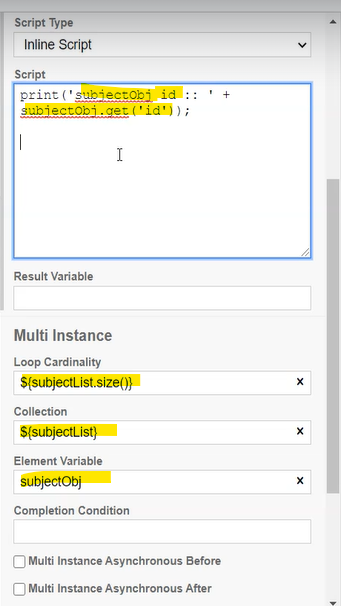 Script Type
Inline Script
Script
print('subjectObj id :: ' +
subjectObj.get('id'));
Result Variable
Multi Instance
Loop Cardinality
${subjectList.size()}
Collection
${subjectList}
Element Variable
subjectObj
Completion Condition
Multi Instance Asynchronous Before
Multi Instance Asynchronous After